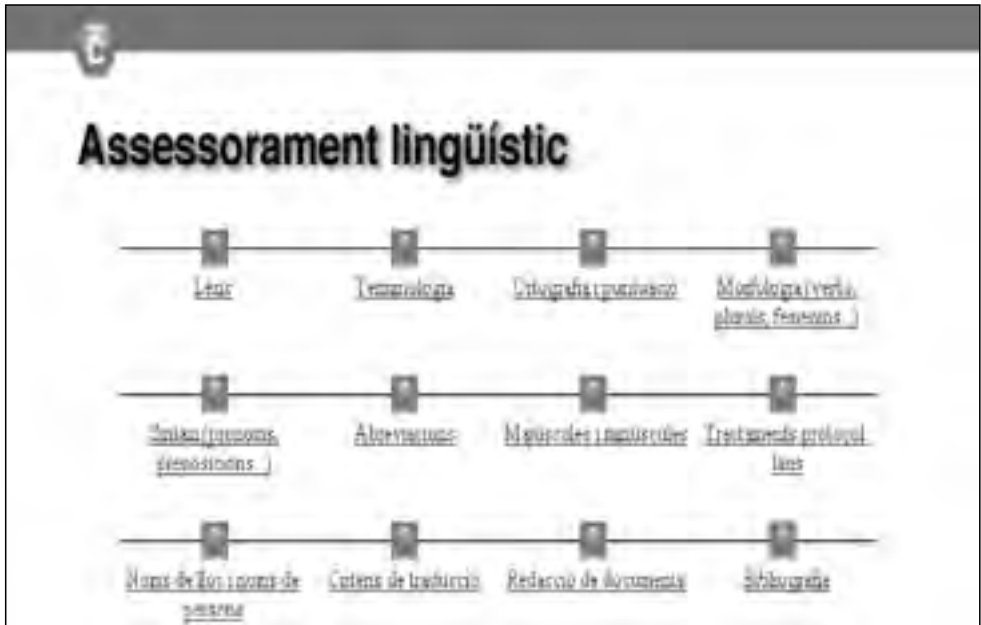 c
Assessorament lingüístic
Lèxic
Terminologia
Ortografia i puntuació
Morfologia (verbs,
plurals, femenins...)
Sintaxi (pronoms,
preposicions...)
Abreviacions
Majúscules i minúscules
Tractaments protocol·
laris
Noms de lloc i noms de
persona
Criteris de traducció
Redacció de documents
Bibliografia